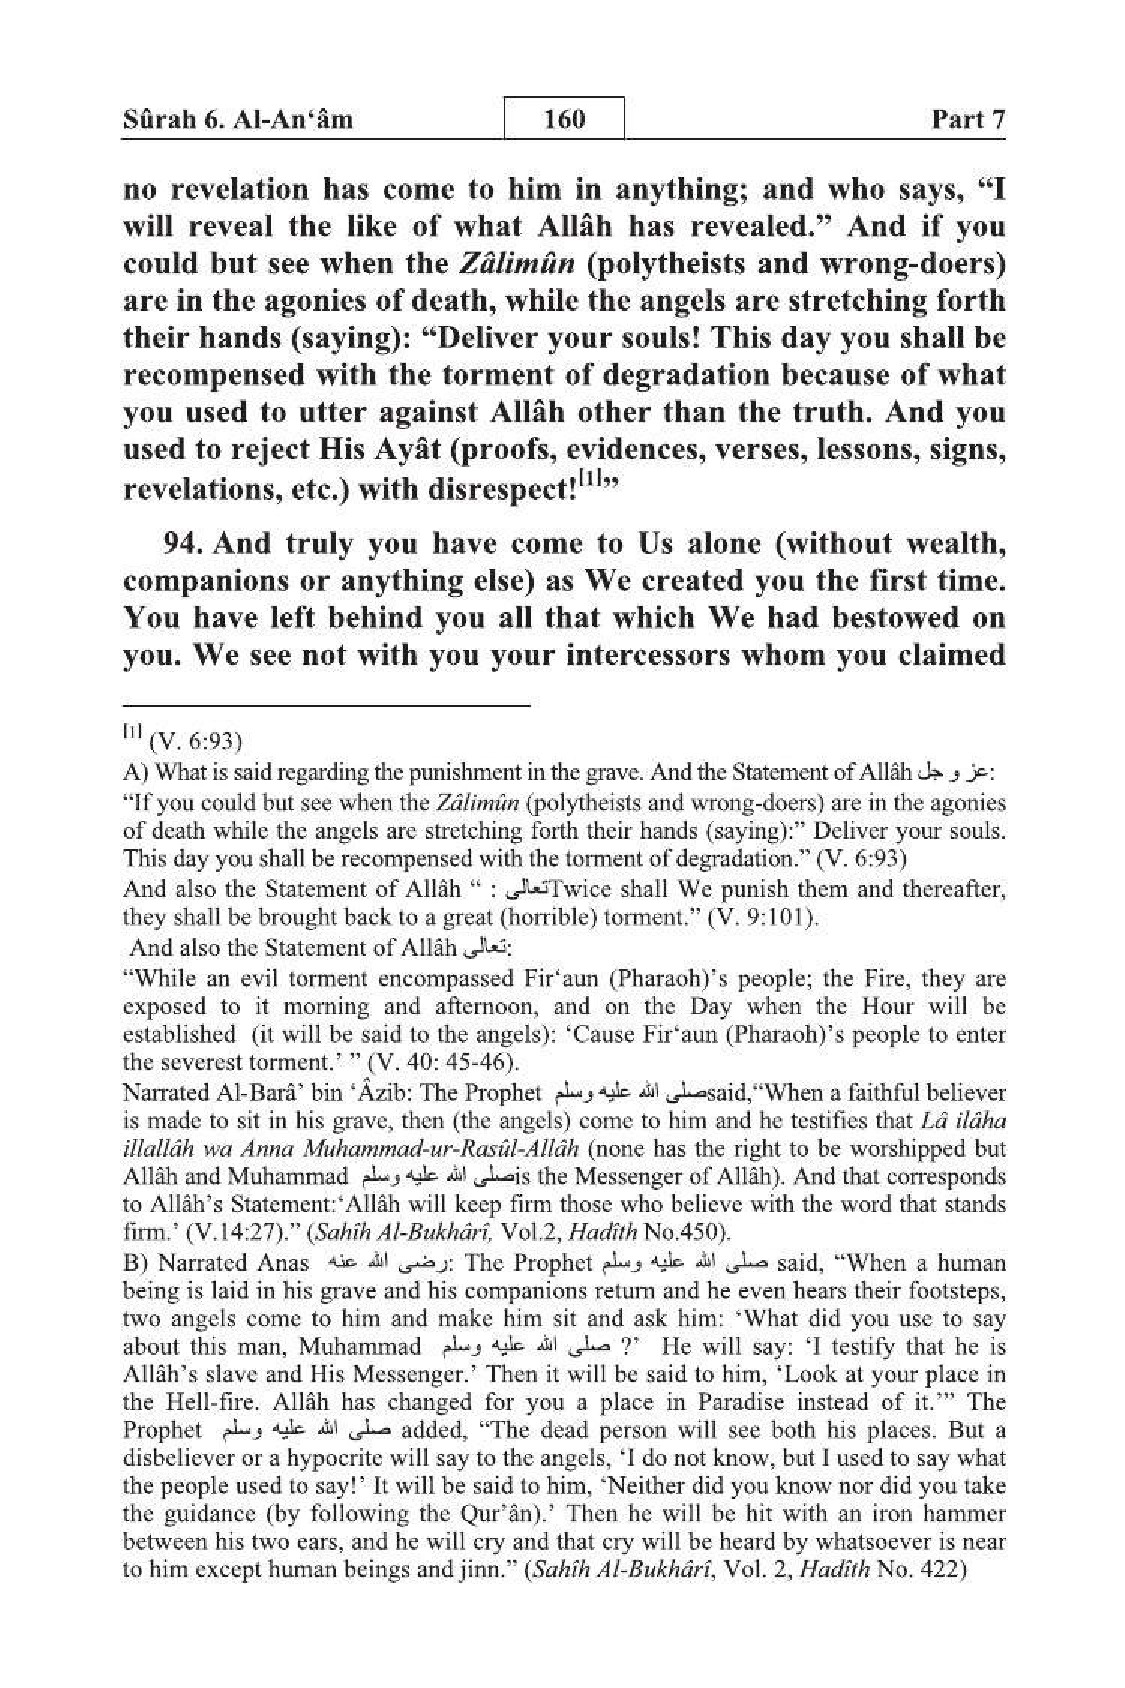 Sûrah 6. Al-An‘âm 160 Part 7
no revelation has come to him in anything; and who says, “I
will reveal the like of what Allâh has revealed.” And if you
could but see when the Zâlimûn (polytheists and wrong-doers)
are in the agonies of death, while the angels are stretching forth
their hands (saying): “Deliver your souls! This day you shall be
recompensed with the torment of degradation because of what
you used to utter against Allâh other than the truth. And you
used to reject His Ayât (proofs, evidences, verses, lessons, signs,
revelations, etc.) with disrespect![1]”
94. And truly you have come to Us alone (without wealth,
companions or anything else) as We created you the first time.
You have left behind you all that which We had bestowed on
you. We see not with you your intercessors whom you claimed
[1] (V. 6:93)
A) What is said regarding the punishment in the grave. And the Statement of Allâh عز و جل:
“If you could but see when the Zâlimûn (polytheists and wrong-doers) are in the agonies
of death while the angels are stretching forth their hands (saying):” Deliver your souls.
This day you shall be recompensed with the torment of degradation.” (V. 6:93)
And also the Statement of Allâh “ : تعالىTwice shall We punish them and thereafter,
they shall be brought back to a great (horrible) torment.” (V. 9:101).
And also the Statement of Allâh تعالى:
“While an evil torment encompassed Fir‘aun (Pharaoh)’s people; the Fire, they are
exposed to it morning and afternoon, and on the Day when the Hour will be
established (it will be said to the angels): ‘Cause Fir‘aun (Pharaoh)’s people to enter
the severest torment.’ ” (V. 40: 45-46).
Narrated Al-Barâ’ bin ‘Âzib: The Prophet صلى الله عليه وسلمsaid,“When a faithful believer
is made to sit in his grave, then (the angels) come to him and he testifies that Lâ ilâha
illallâh wa Anna Muhammad-ur-Rasûl-Allâh (none has the right to be worshipped but
Allâh and Muhammad صلى الله عليه وسلمis the Messenger of Allâh). And that corresponds
to Allâh’s Statement:‘Allâh will keep firm those who believe with the word that stands
firm.’ (V.14:27).” (Sahîh Al-Bukhârî, Vol.2, Hadîth No.450).
B) Narrated Anas رضى الله عنه: The Prophet صلى الله عليه وسلم said, “When a human
being is laid in his grave and his companions return and he even hears their footsteps,
two angels come to him and make him sit and ask him: ‘What did you use to say
about this man, Muhammad صلى الله عليه وسلم ?’ He will say: ‘I testify that he is
Allâh’s slave and His Messenger.’ Then it will be said to him, ‘Look at your place in
the Hell-fire. Allâh has changed for you a place in Paradise instead of it.’” The
Prophet صلى الله عليه وسلم added, “The dead person will see both his places. But a
disbeliever or a hypocrite will say to the angels, ‘I do not know, but I used to say what
the people used to say!’ It will be said to him, ‘Neither did you know nor did you take
the guidance (by following the Qur’ân).’ Then he will be hit with an iron hammer
between his two ears, and he will cry and that cry will be heard by whatsoever is near
to him except human beings and jinn.” (Sahîh Al-Bukhârî, Vol. 2, Hadîth No. 422)